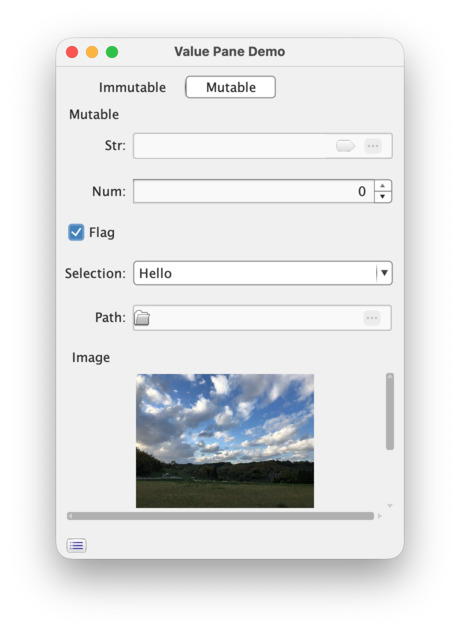 Value Pane Demo
Immutable Mutable
Mutable
Str:
Num: 0
Flag
Selection: Hello
Path:
Image